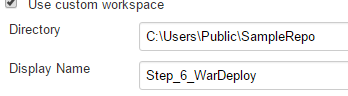 Use custom workspace
Directory
C:\Users\Public\SampleRepo
Display Name
Step_6_WarDeploy